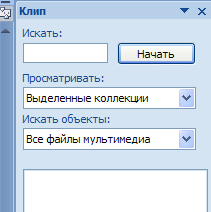 Клип
Искать:
Начать
Просматривать:
Выделенные коллекции
Искать объекты:
Все файлы мультимедиа